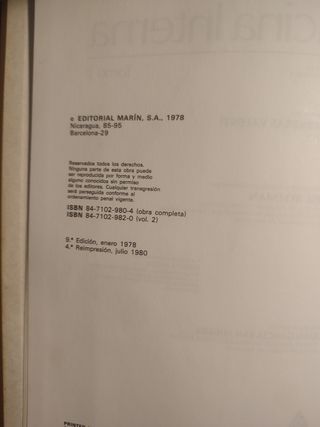 © EDITORIAL MARÍN, S.A., 1978
Nicaragua, 85-95
Barcelona-29
Reservados todos los derechos.
Ninguna parte de esta obra puede
ser reproducida por forma y medio
alguno conocidos sin permiso
de los editores. Cualquier transgresión
será perseguida conforme al
ordenamiento penal vigente.
ISBN 84-7102-980-4 (obra completa)
ISBN 84-7102-982-0 (vol. 2)
9.ª Edición, enero 1978
4.ª Reimpresión, julio 1980
PRINTED